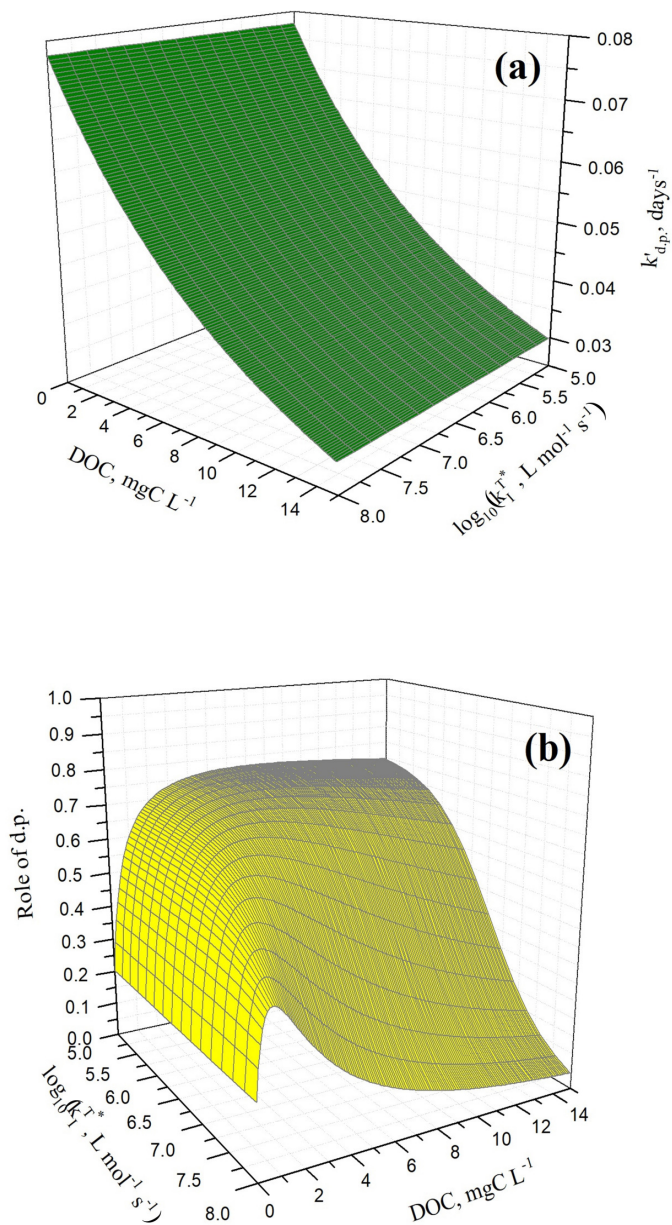 (a)
0.08
0.07
0.06
0.05
0.04
0.03
k'd.p., days-1
0 2 4 6 8 10 12 14
DOC, mgC L-1
8.0 7.5 7.0 6.5 6.0 5.5 5.0
log10(kIT*, L mol-1 s-1)
(b)
1.0
0.9
0.8
0.7
0.6
0.5
0.4
0.3
0.2
0.1
0.0
Role of d.p.
5.0 5.5 6.0 6.5 7.0 7.5 8.0
log10(kIT*, L mol-1 s-1)
0 2 4 6 8 10 12 14
DOC, mgC L-1